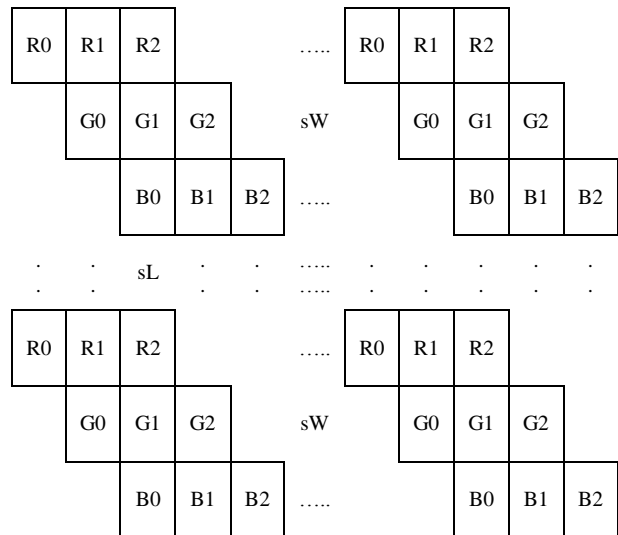 R0 R1 R2 ..... R0 R1 R2
G0 G1 G2 sW G0 G1 G2
B0 B1 B2 ..... B0 B1 B2
. . sL . . ..... . . . . .
. . . . ..... . . . . .
R0 R1 R2 ..... R0 R1 R2
G0 G1 G2 sW G0 G1 G2
B0 B1 B2 ..... B0 B1 B2